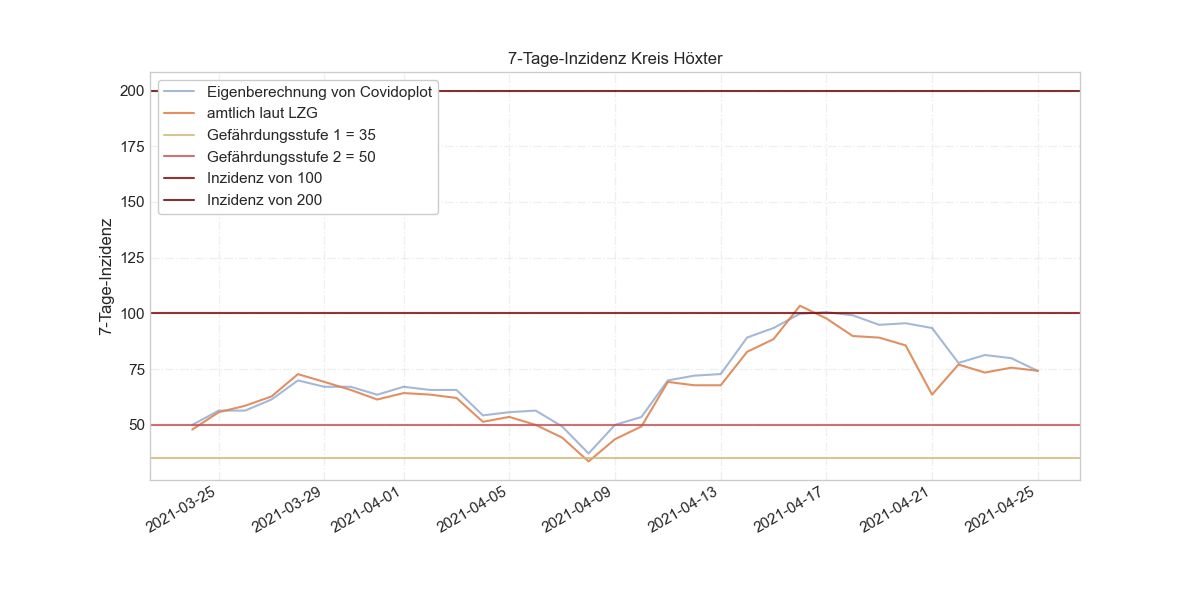 7-Tage-Inzidenz Kreis Höxter
Eigenberechnung von Covidoplot
amtlich laut LZG
Gefährdungsstufe 1 = 35
Gefährdungsstufe 2 = 50
Inzidenz von 100
Inzidenz von 200
7-Tage-Inzidenz
200
175
150
125
100
75
50
2021-03-25
2021-03-29
2021-04-01
2021-04-05
2021-04-09
2021-04-13
2021-04-17
2021-04-21
2021-04-25